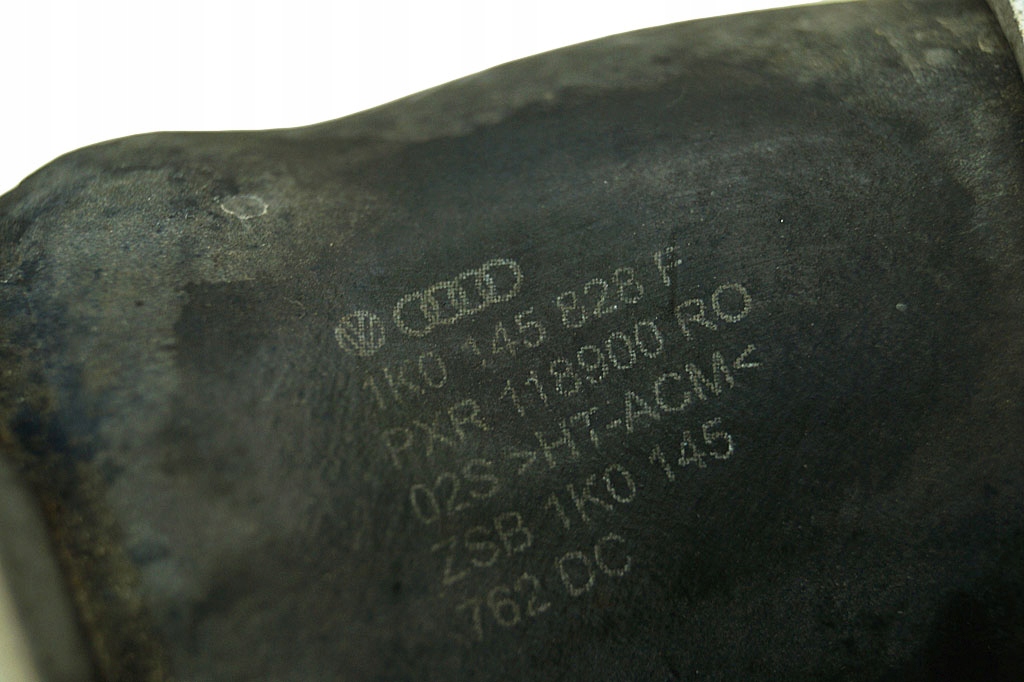 1K0 145 828 F
PXR 118900 RO
02S >HT-ACM<
ZSB 1K0 145
762 DC